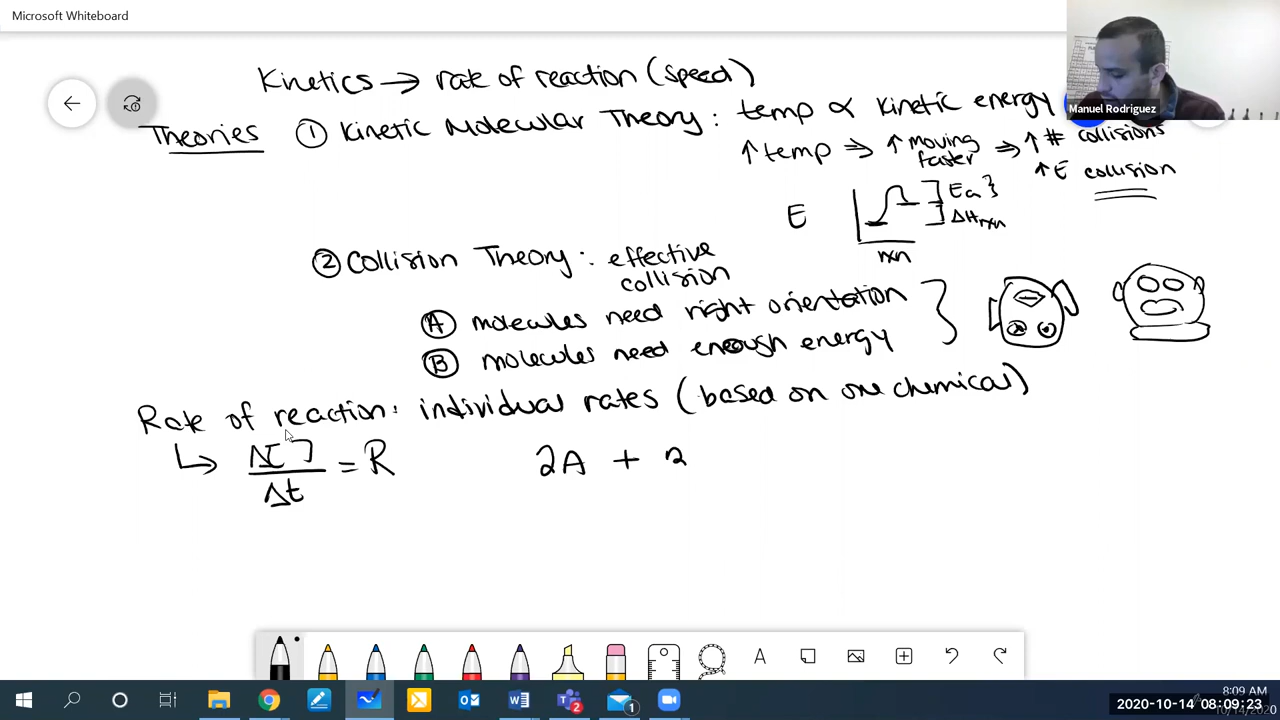 Microsoft Whiteboard
Kinetics → rate of reaction (speed)
Manuel Rodriguez
Theories ① Kinetic Molecular Theory : temp ∝ kinetic energy
↑ temp ⇒ ↑ moving faster ⇒ ↑ # collisions
↑ E collision
E
Ea }
ΔHrxn
rxn
② Collision Theory : effective
collision
Ⓐ molecules need right orientation
Ⓑ molecules need enough energy
Rate of reaction: individual rates (based on one chemical)
↳ Δ[ ] / Δt = R
2A + 2
A
2
1
8:09 AM
2020-10-14 08:09:23